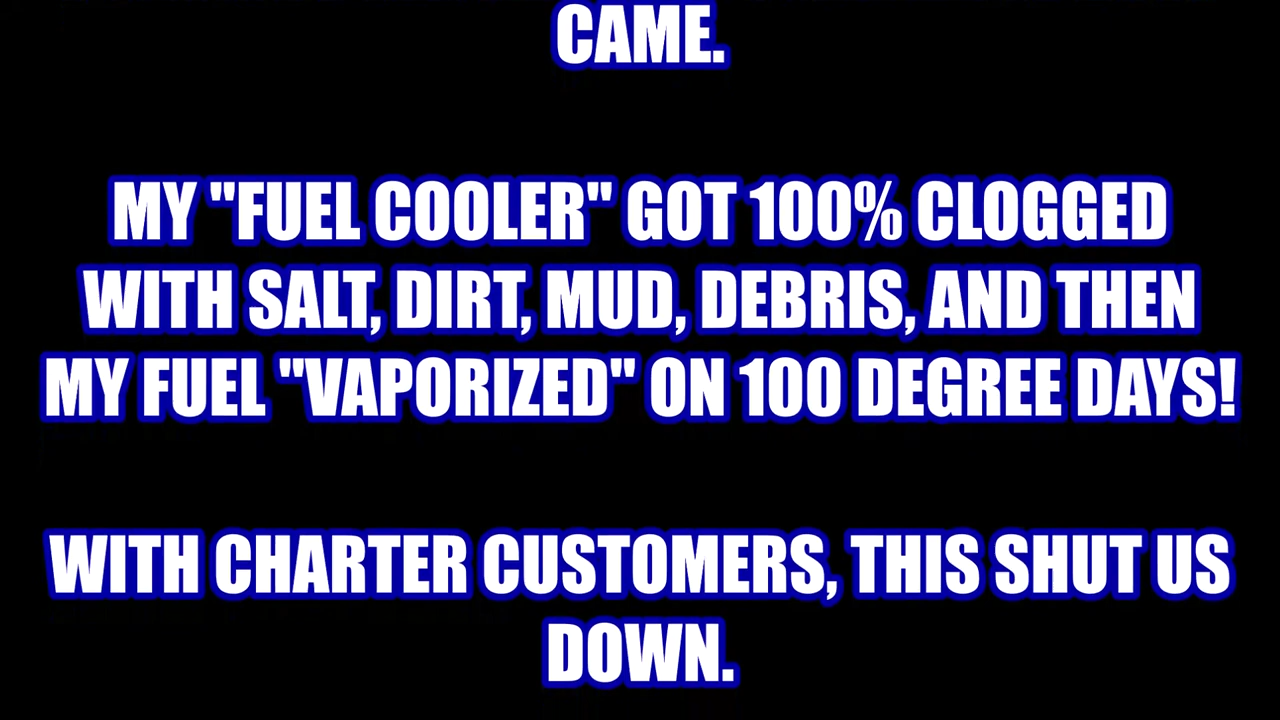 CAME.
MY "FUEL COOLER" GOT 100% CLOGGED
WITH SALT, DIRT, MUD, DEBRIS, AND THEN
MY FUEL "VAPORIZED" ON 100 DEGREE DAYS!
WITH CHARTER CUSTOMERS, THIS SHUT US
DOWN.